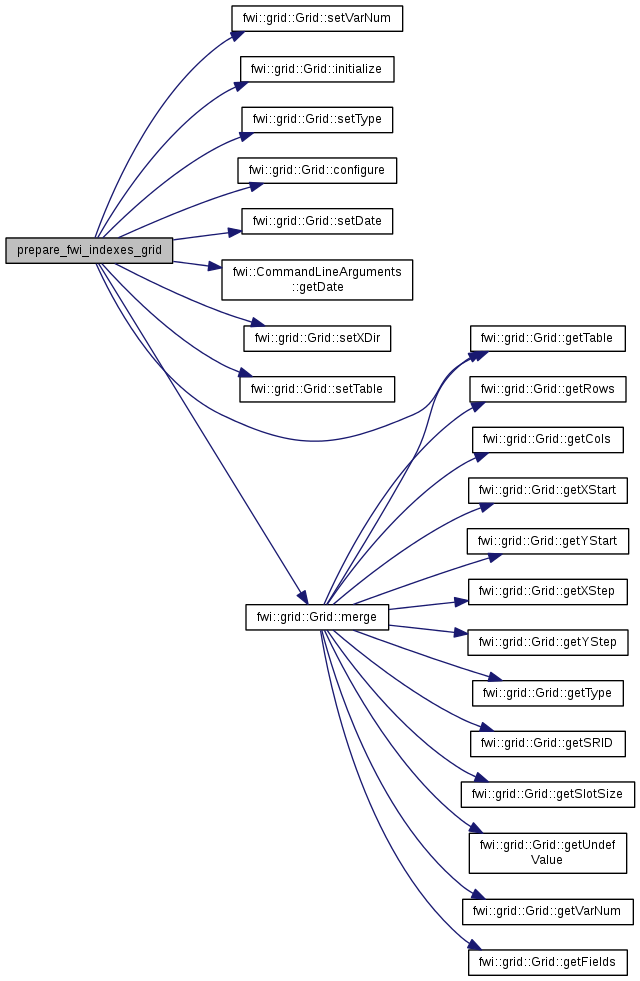 fwi::grid::Grid::setVarNum
fwi::grid::Grid::initialize
fwi::grid::Grid::setType
fwi::grid::Grid::configure
fwi::grid::Grid::setDate
prepare_fwi_indexes_grid
fwi::CommandLineArguments
::getDate
fwi::grid::Grid::setXDir
fwi::grid::Grid::getTable
fwi::grid::Grid::setTable
fwi::grid::Grid::getRows
fwi::grid::Grid::getCols
fwi::grid::Grid::getXStart
fwi::grid::Grid::getYStart
fwi::grid::Grid::getXStep
fwi::grid::Grid::merge
fwi::grid::Grid::getYStep
fwi::grid::Grid::getType
fwi::grid::Grid::getSRID
fwi::grid::Grid::getSlotSize
fwi::grid::Grid::getUndef
Value
fwi::grid::Grid::getVarNum
fwi::grid::Grid::getFields